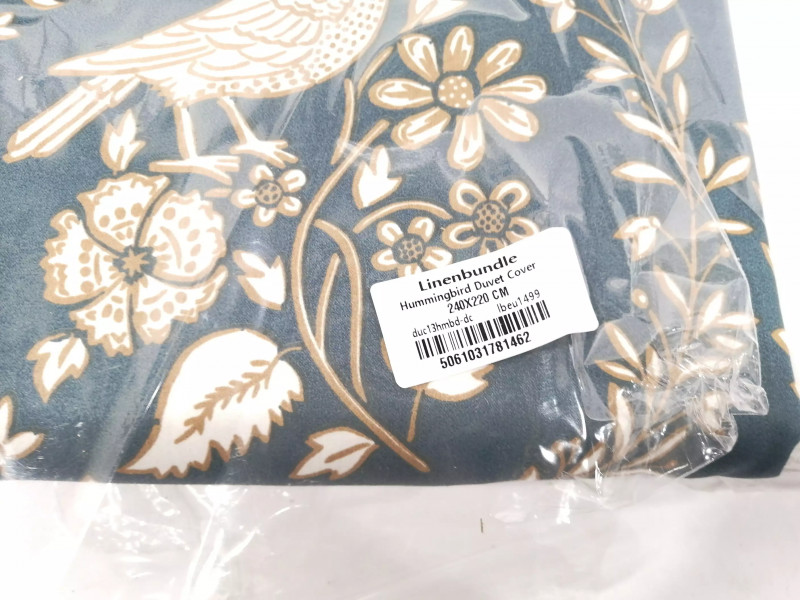 Linenbundle
Hummingbird Duvet Cover
240X220 CM
duc13hmbd-dc lbeu1499
5061031781462